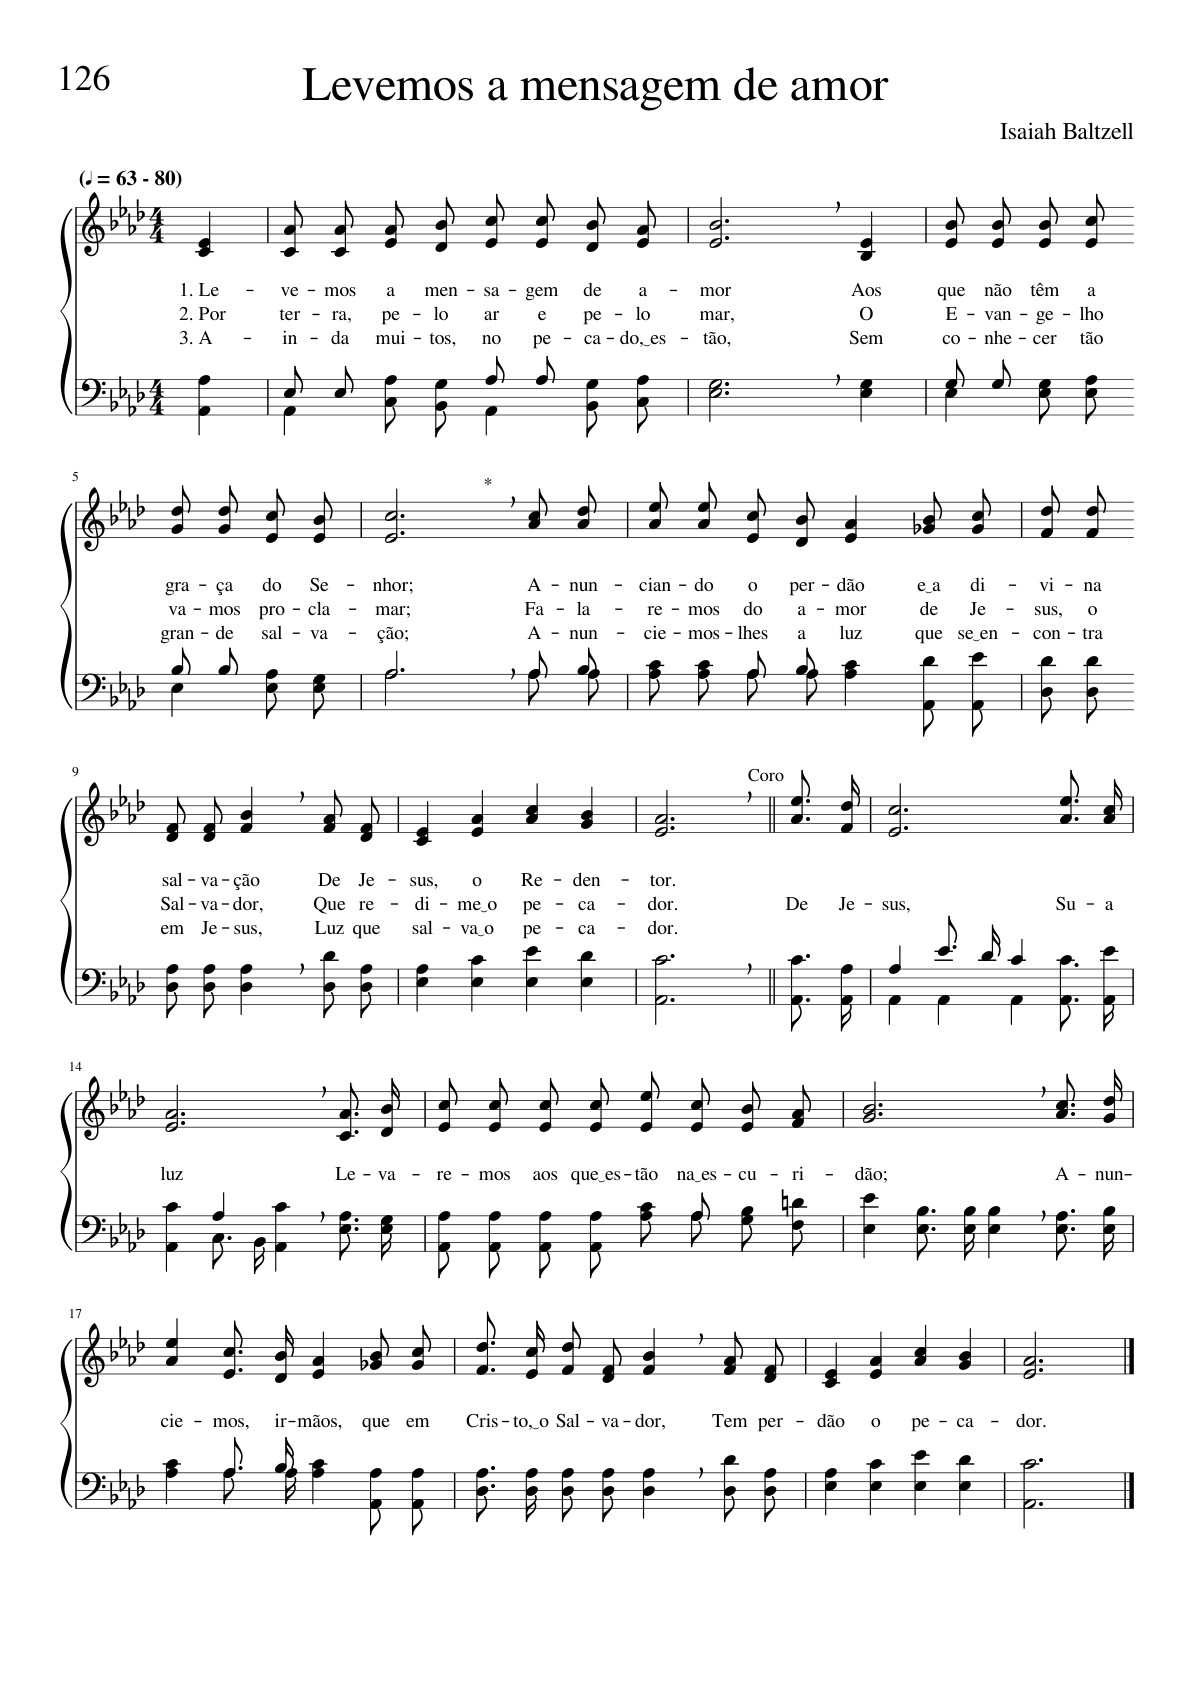 126
Levemos a mensagem de amor
Isaiah Baltzell
(♩ = 63 - 80)
1. Le - ve - mos a men - sa - gem de a - mor Aos que não têm a
2. Por ter - ra, pe - lo ar e pe - lo mar, O E - van - ge - lho
3. A - in - da mui - tos, no pe - ca - do,‿es - tão, Sem co - nhe - cer tão
5
*
gra - ça do Se - nhor; A - nun - cian - do o per - dão e‿a di - vi - na
va - mos pro - cla - mar; Fa - la - re - mos do a - mor de Je - sus, o
gran - de sal - va - ção; A - nun - cie - mos - lhes a luz que se‿en - con - tra
9
Coro
sal - va - ção De Je - sus, o Re - den - tor.
Sal - va - dor, Que re - di - me‿o pe - ca - dor. De Je - sus, Su - a
em Je - sus, Luz que sal - va‿o pe - ca - dor.
14
luz Le - va - re - mos aos que‿es - tão na‿es - cu - ri - dão; A - nun -
17
cie - mos, ir - mãos, que em Cris - to,‿o Sal - va - dor, Tem per - dão o pe - ca - dor.